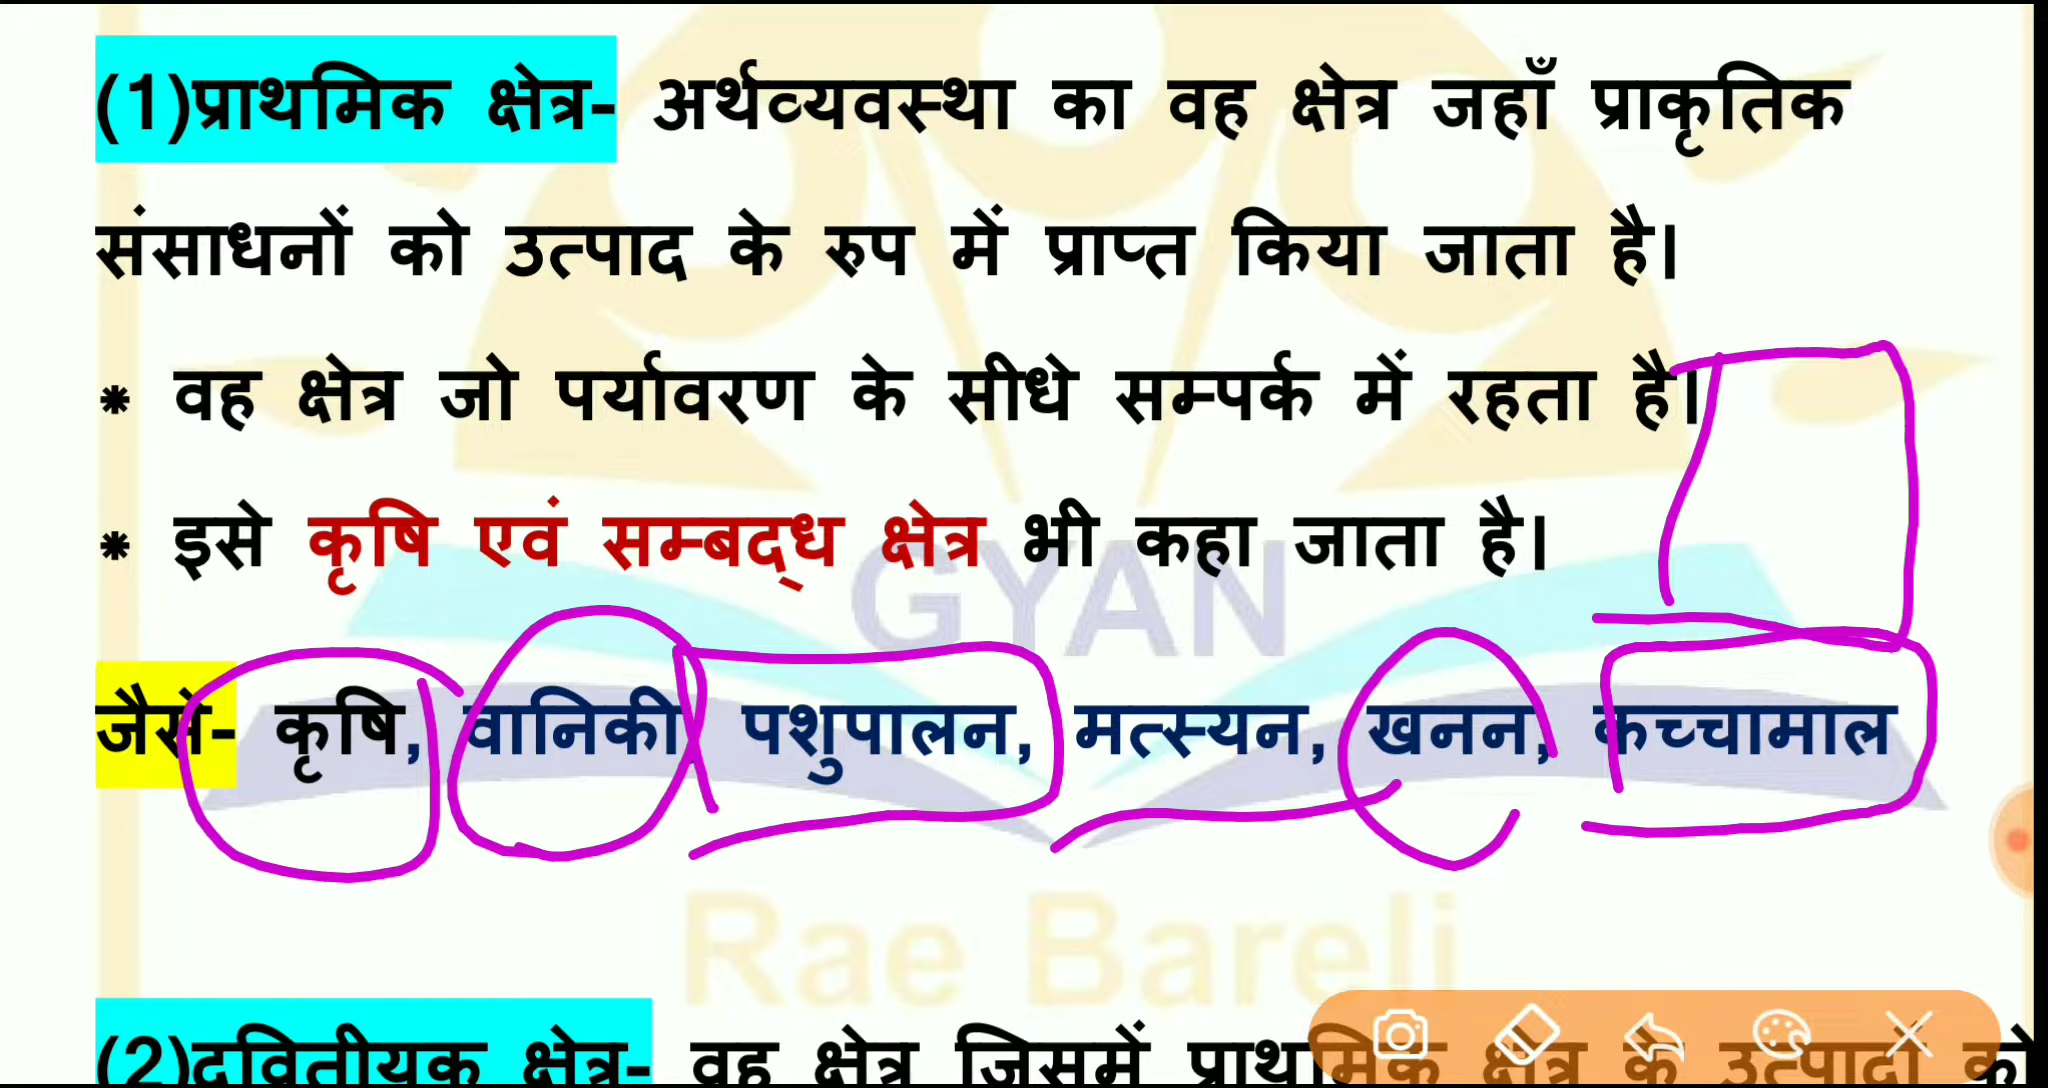 (1)प्राथमिक क्षेत्र- अर्थव्यवस्था का वह क्षेत्र जहाँ प्राकृतिक
संसाधनों को उत्पाद के रुप में प्राप्त किया जाता है।
* वह क्षेत्र जो पर्यावरण के सीधे सम्पर्क में रहता है।
* इसे कृषि एवं सम्बद्ध क्षेत्र भी कहा जाता है।
GYAN
जैसे- कृषि, वानिकी, पशुपालन, मत्स्यन, खनन, कच्चामाल
Rae Bareli
(2)दवितीयक क्षेत्र- वह क्षेत्र जिसमें प्राथमिक क्षेत्र के उत्पादों को